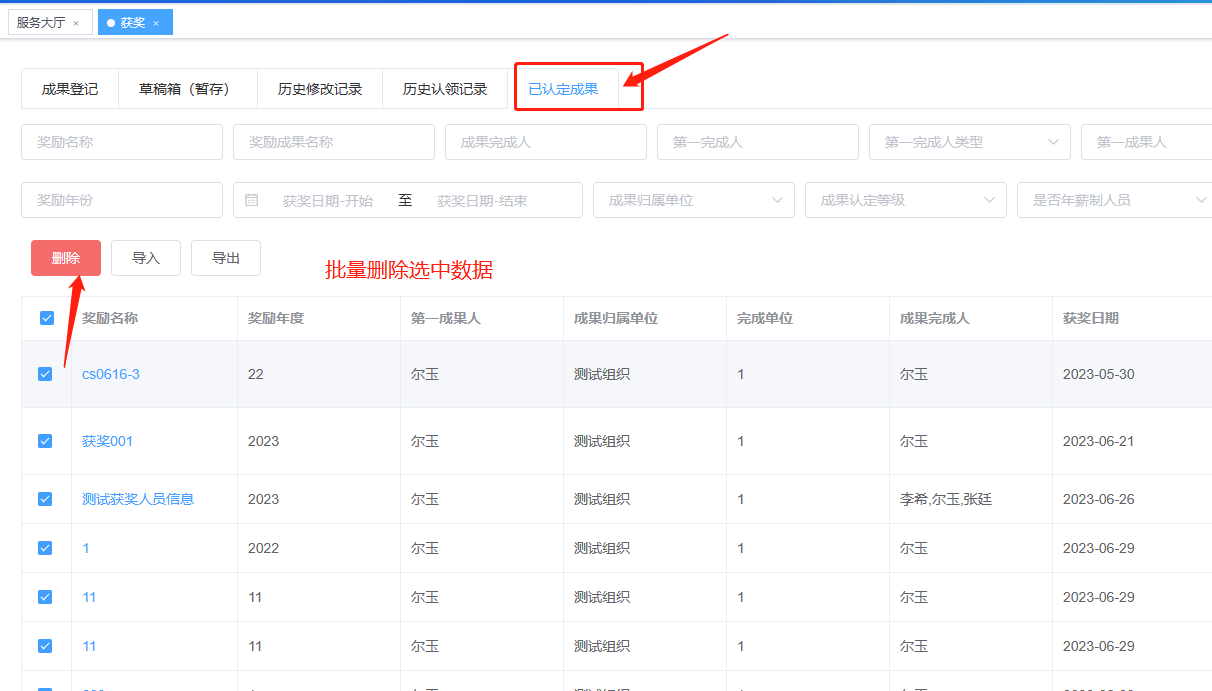 服务大厅 × 获奖 ×
成果登记 草稿箱（暂存） 历史修改记录 历史认领记录 已认定成果
奖励名称 奖励成果名称 成果完成人 第一完成人 第一完成人类型 第一成果人
奖励年份 获奖日期-开始 至 获奖日期-结束 成果归属单位 成果认定等级 是否年薪制人员
删除 导入 导出
批量删除选中数据
奖励名称 奖励年度 第一成果人 成果归属单位 完成单位 成果完成人 获奖日期
cs0616-3 22 尔玉 测试组织 1 尔玉 2023-05-30
获奖001 2023 尔玉 测试组织 1 尔玉 2023-06-21
测试获奖人员信息 2023 尔玉 测试组织 1 李希,尔玉,张廷 2023-06-26
1 2022 尔玉 测试组织 1 尔玉 2023-06-29
11 11 尔玉 测试组织 1 尔玉 2023-06-29
11 11 尔玉 测试组织 1 尔玉 2023-06-29